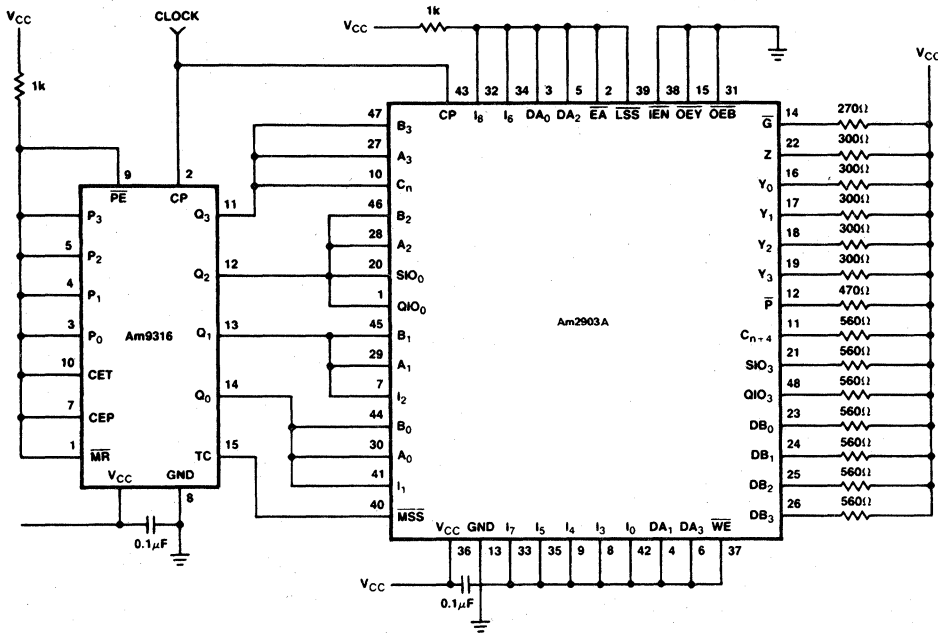 VCC CLOCK VCC 1k VCC
1k
43 32 34 3 5 2 39 38 15 31
CP I8 I6 DA0 DA2 EA LSS IEN OEY OEB
47 B3
27 A3
10 Cn
46 B2
28 A2
20 SIO0
1 QIO0
45 B1
29 A1
7 I2
44 B0
30 A0
41 I1
40 MSS
Am2903A
G 14 270Ω
Z 22 300Ω
Y0 16 300Ω
Y1 17 300Ω
Y2 18 300Ω
Y3 19 300Ω
P 12 470Ω
Cn+4 11 560Ω
SIO3 21 560Ω
QIO3 48 560Ω
DB0 23 560Ω
DB1 24 560Ω
DB2 25 560Ω
DB3 26 560Ω
VCC GND I7 I5 I4 I3 I0 DA1 DA3 WE
36 13 33 35 9 8 42 4 6 37
VCC
0.1μF
9 2
PE CP
P3
5 P2
4 P1
3 P0
10 CET
7 CEP
1 MR
Am9316
Q3 11
Q2 12
Q1 13
Q0 14
TC 15
VCC GND
8
0.1μF